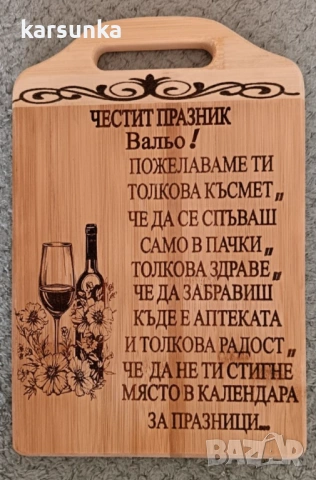 karsunka
ЧЕСТИТ ПРАЗНИК
Вальо!
ПОЖЕЛАВАМЕ ТИ
ТОЛКОВА КЪСМЕТ,,
ЧЕ ДА СЕ СПЪВАШ
САМО В ПАЧКИ,,
ТОЛКОВА ЗДРАВЕ,,
ЧЕ ДА ЗАБРАВИШ
КЪДЕ Е АПТЕКАТА
И ТОЛКОВА РАДОСТ,,
ЧЕ ДА НЕ ТИ СТИГНЕ
МЯСТО В КАЛЕНДАРА
ЗА ПРАЗНИЦИ...
BAZAR